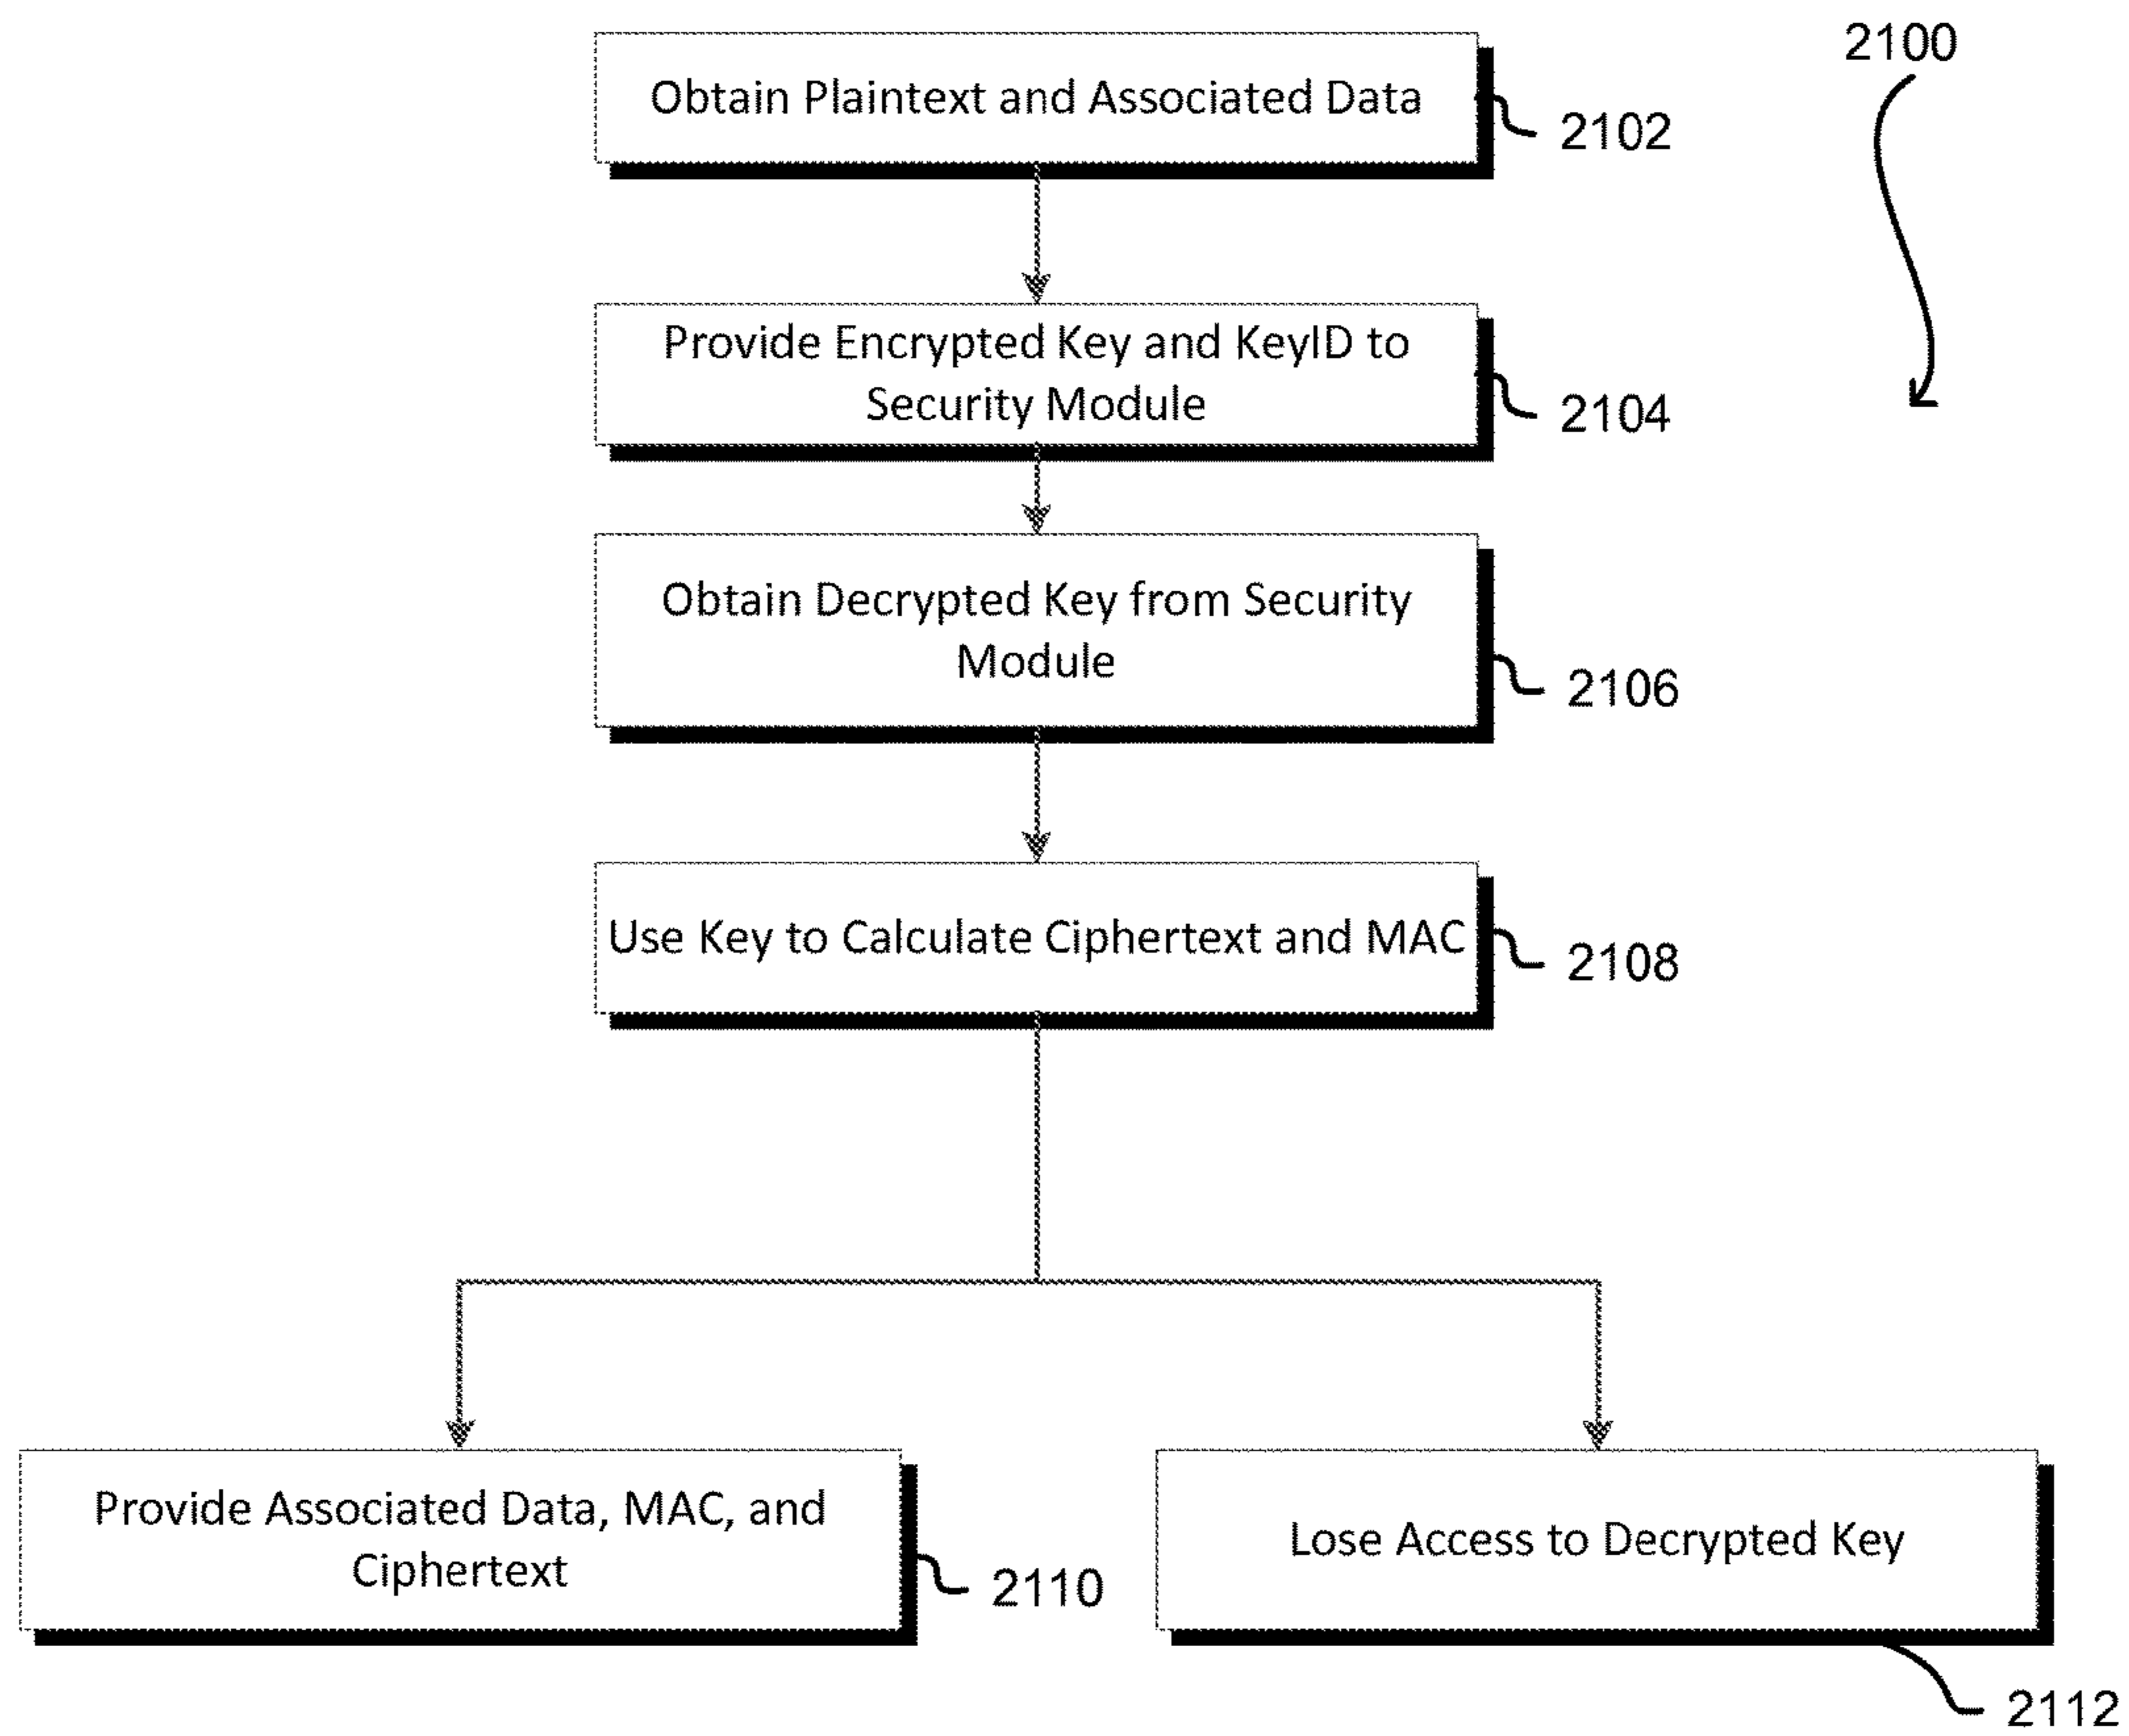 2100
Obtain Plaintext and Associated Data
2102
Provide Encrypted Key and KeyID to
Security Module
2104
Obtain Decrypted Key from Security
Module
2106
Use Key to Calculate Ciphertext and MAC
2108
Provide Associated Data, MAC, and
Ciphertext
2110
Lose Access to Decrypted Key
2112